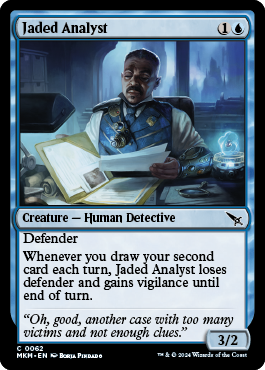 Jaded Analyst 1
Creature — Human Detective
Defender
Whenever you draw your second
card each turn, Jaded Analyst loses
defender and gains vigilance until
end of turn.
“Oh, good, another case with too many
victims and not enough clues.”
3/2
C 0062
MKM • EN Borja Pindado
™ & © 2024 Wizards of the Coast